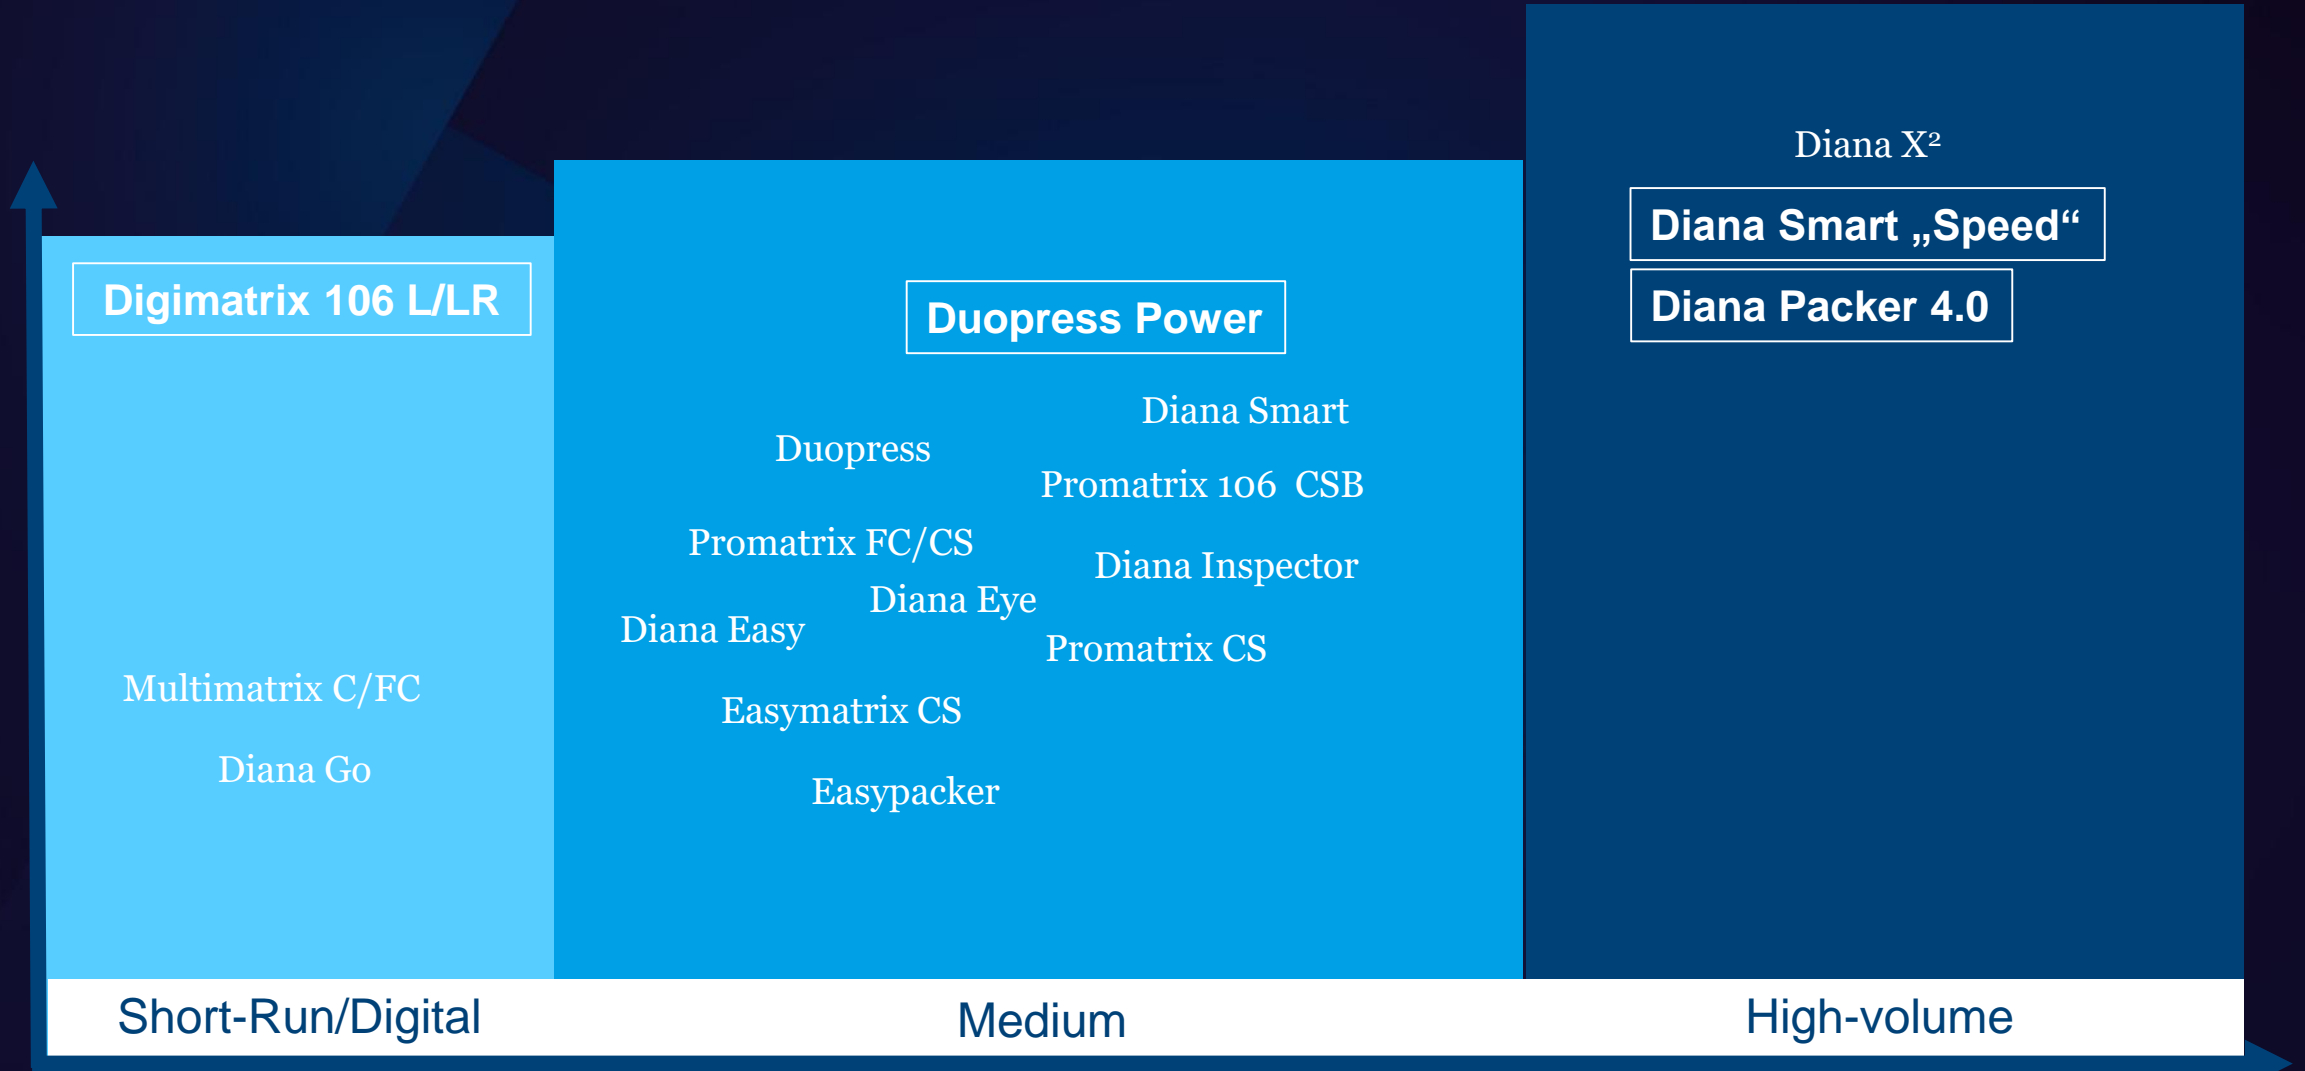 Digimatrix 106 L/LR
Multimatrix C/FC
Diana Go
Short-Run/Digital
Duopress Power
Diana Smart
Duopress
Promatrix 106  CSB
Promatrix FC/CS
Diana Inspector
Diana Eye
Diana Easy
Promatrix CS
Easymatrix CS
Easypacker
Medium
Diana X²
Diana Smart „Speed“
Diana Packer 4.0
High-volume